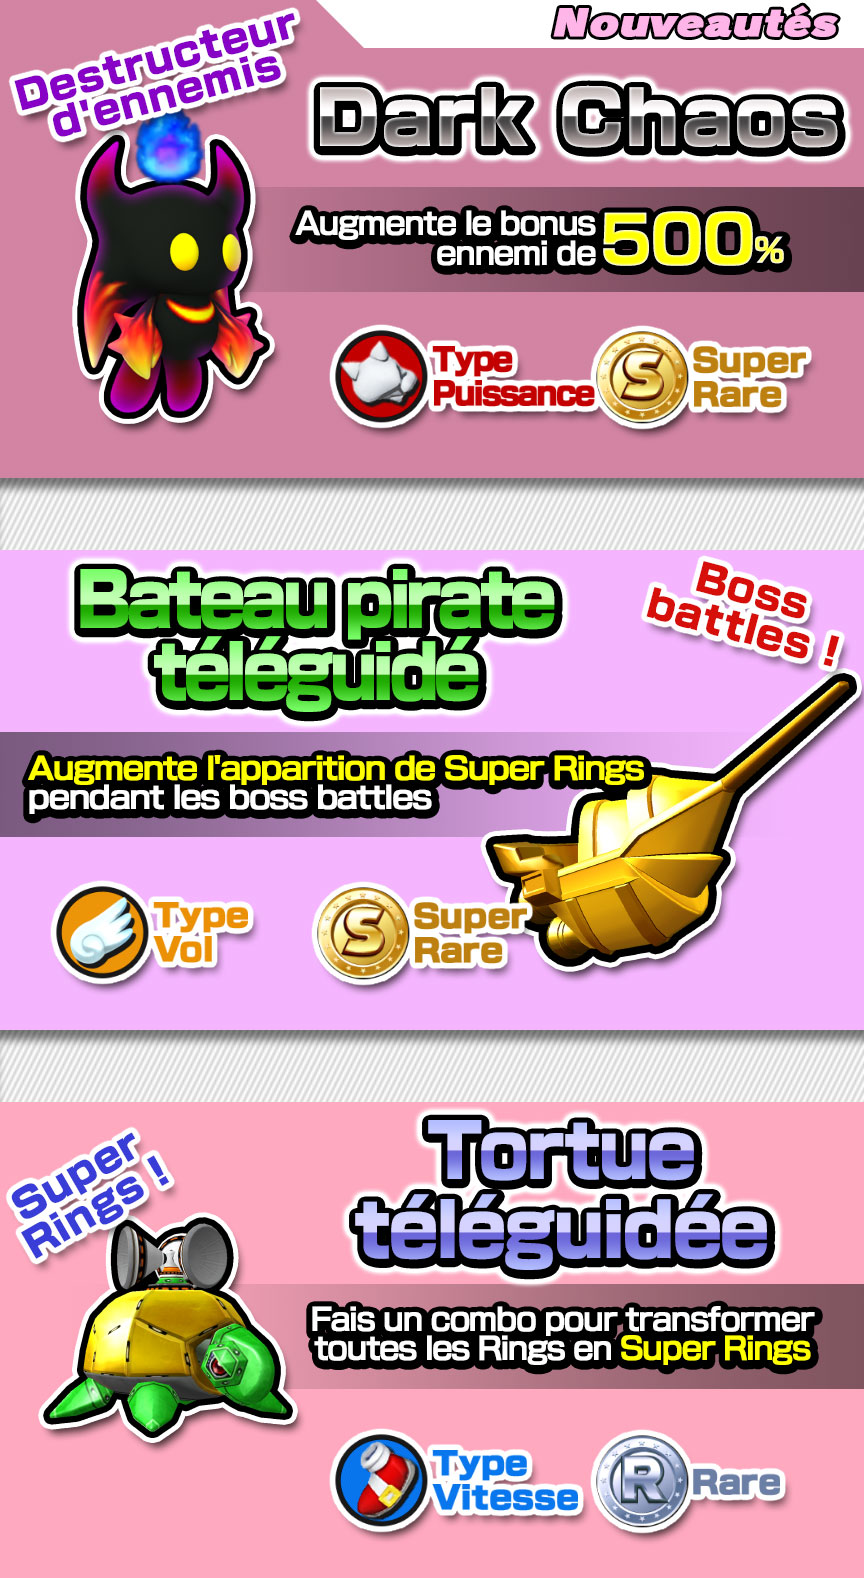 Nouveautés
Destructeur
d'ennemis
Dark Chaos
Augmente le bonus
ennemi de 500%
Type
Puissance
S
Super
Rare
Bateau pirate
téléguidé
Boss
battles !
Augmente l'apparition de Super Rings
pendant les boss battles
Type
Vol
S
Super
Rare
Super
Rings !
Tortue
téléguidée
Fais un combo pour transformer
toutes les Rings en Super Rings
Type
Vitesse
R
Rare